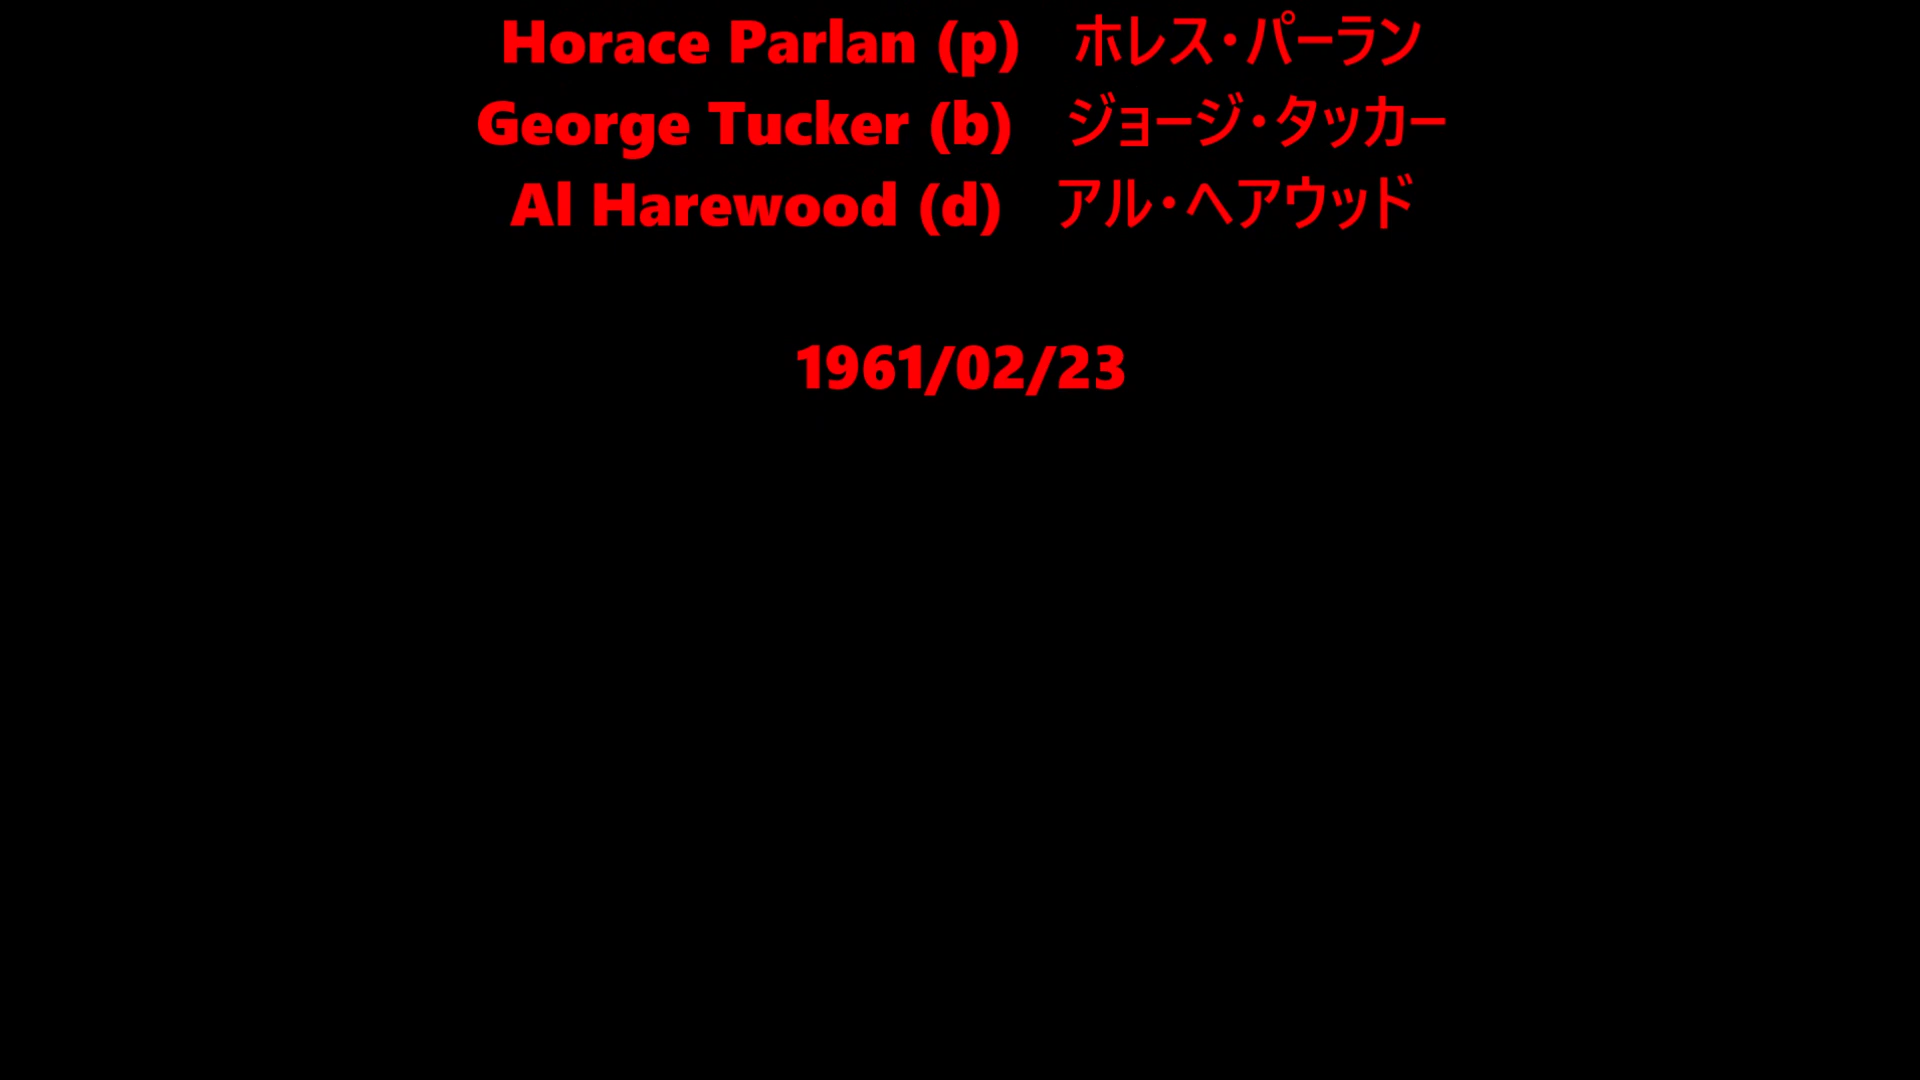 Horace Parlan (p)　ホレス・パーラン
George Tucker (b)　ジョージ・タッカー
Al Harewood (d)　アル・ヘアウッド
1961/02/23